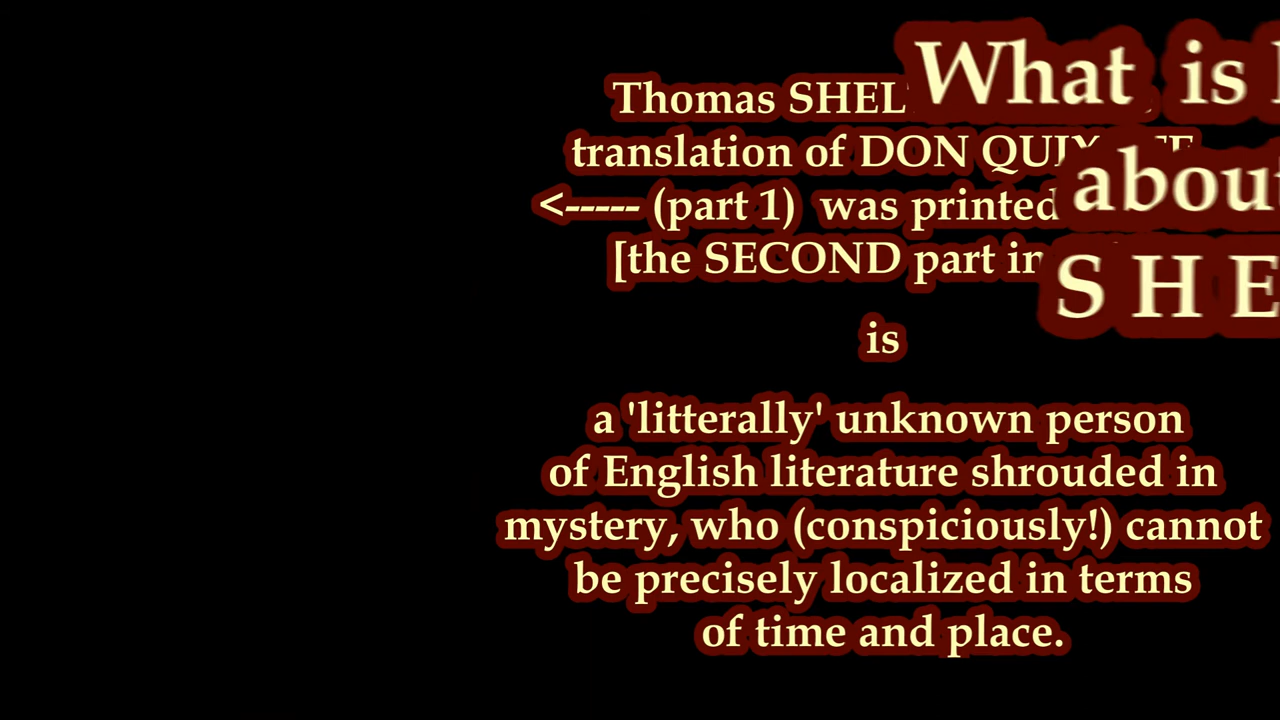 What is
about
SHE
Thomas SHEL
translation of DON QUIXOTE
<----- (part 1) was printed
[the SECOND part in
is
a 'litterally' unknown person
of English literature shrouded in
mystery, who (conspiciously!) cannot
be precisely localized in terms
of time and place.